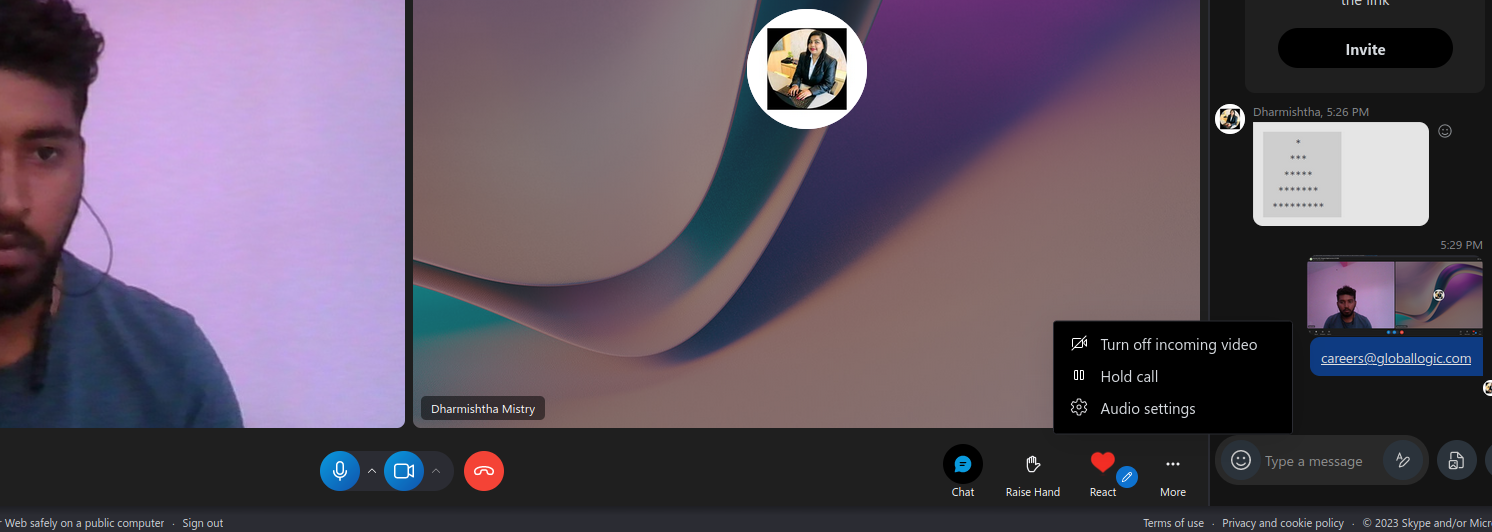 the link
Invite
Dharmishtha, 5:26 PM
*
***
*****
*******
*********
5:29 PM
careers@globallogic.com
Turn off incoming video
Hold call
Audio settings
Dharmishtha Mistry
Chat
Raise Hand
React
More
Type a message
Web safely on a public computer · Sign out
Terms of use · Privacy and cookie policy · © 2023 Skype and/or